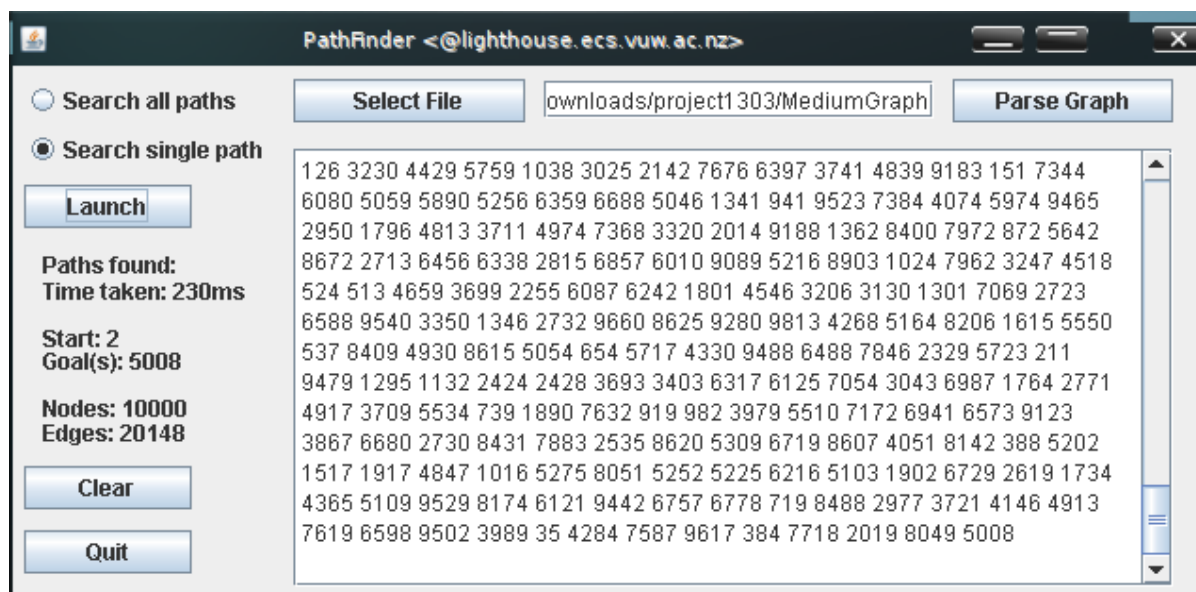 PathFinder <@lighthouse.ecs.vuw.ac.nz>
Search all paths
Select File
ownloads/project1303/MediumGraph
Parse Graph
Search single path
Launch
Paths found:
Time taken: 230ms
Start: 2
Goal(s): 5008
Nodes: 10000
Edges: 20148
Clear
Quit
126 3230 4429 5759 1038 3025 2142 7676 6397 3741 4839 9183 151 7344
6080 5059 5890 5256 6359 6688 5046 1341 941 9523 7384 4074 5974 9465
2950 1796 4813 3711 4974 7368 3320 2014 9188 1362 8400 7972 872 5642
8672 2713 6456 6338 2815 6857 6010 9089 5216 8903 1024 7962 3247 4518
524 513 4659 3699 2255 6087 6242 1801 4546 3206 3130 1301 7069 2723
6588 9540 3350 1346 2732 9660 8625 9280 9813 4268 5164 8206 1615 5550
537 8409 4930 8615 5054 654 5717 4330 9488 6488 7846 2329 5723 211
9479 1295 1132 2424 2428 3693 3403 6317 6125 7054 3043 6987 1764 2771
4917 3709 5534 739 1890 7632 919 982 3979 5510 7172 6941 6573 9123
3867 6680 2730 8431 7883 2535 8620 5309 6719 8607 4051 8142 388 5202
1517 1917 4847 1016 5275 8051 5252 5225 6216 5103 1902 6729 2619 1734
4365 5109 9529 8174 6121 9442 6757 6778 719 8488 2977 3721 4146 4913
7619 6598 9502 3989 35 4284 7587 9617 384 7718 2019 8049 5008